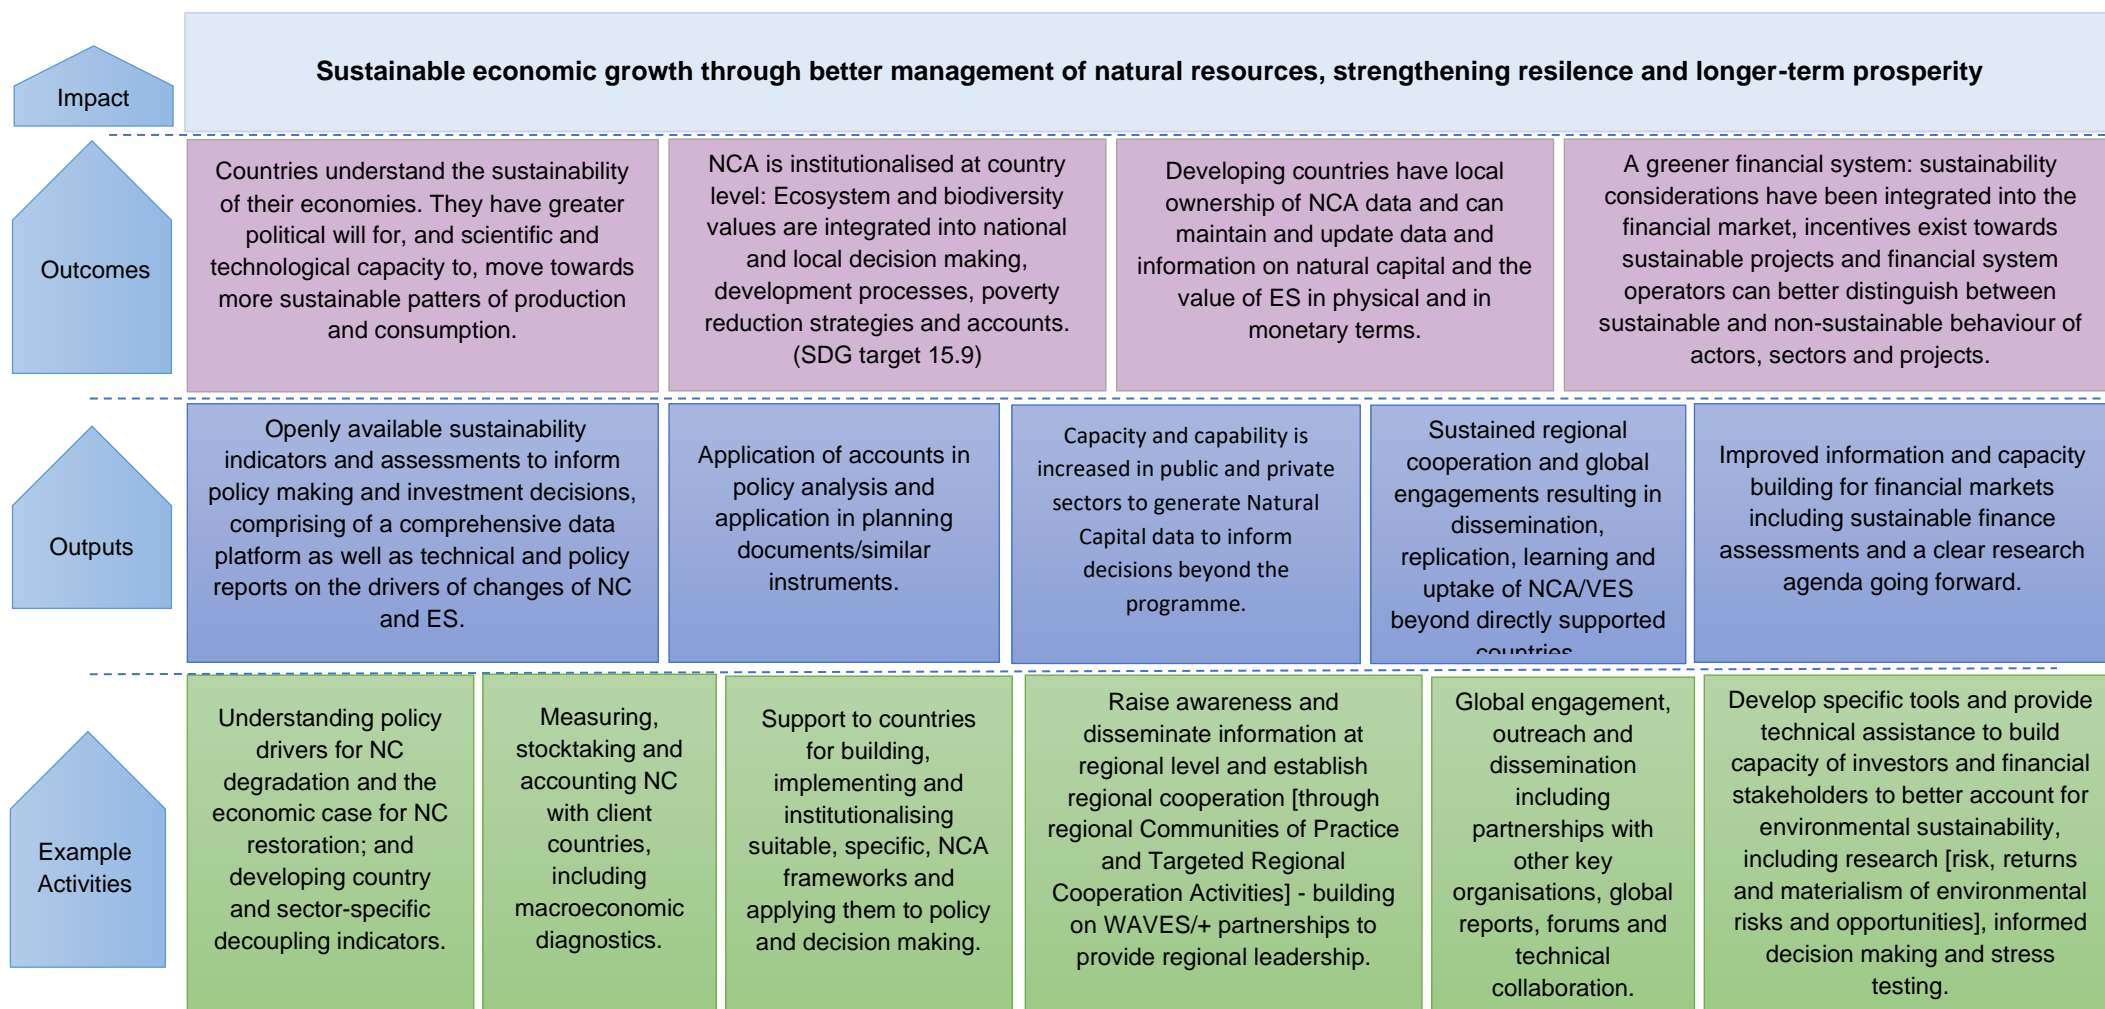 Impact
Sustainable economic growth through better management of natural resources, strengthening resilence and longer-term prosperity
Outcomes
Countries understand the sustainability
of their economies. They have greater
political will for, and scientific and
technological capacity to, move towards
more sustainable patters of production
and consumption.
NCA is institutionalised at country
level: Ecosystem and biodiversity
values are integrated into national
and local decision making,
development processes, poverty
reduction strategies and accounts.
(SDG target 15.9)
Developing countries have local
ownership of NCA data and can
maintain and update data and
information on natural capital and the
value of ES in physical and in
monetary terms.
A greener financial system: sustainability
considerations have been integrated into the
financial market, incentives exist towards
sustainable projects and financial system
operators can better distinguish between
sustainable and non-sustainable behaviour of
actors, sectors and projects.
Outputs
Openly available sustainability
indicators and assessments to inform
policy making and investment decisions,
comprising of a comprehensive data
platform as well as technical and policy
reports on the drivers of changes of NC
and ES.
Application of accounts in
policy analysis and
application in planning
documents/similar
instruments.
Capacity and capability is
increased in public and private
sectors to generate Natural
Capital data to inform
decisions beyond the
programme.
Sustained regional
cooperation and global
engagements resulting in
dissemination,
replication, learning and
uptake of NCA/VES
beyond directly supported
countries
Improved information and capacity
building for financial markets
including sustainable finance
assessments and a clear research
agenda going forward.
Example
Activities
Understanding policy
drivers for NC
degradation and the
economic case for NC
restoration; and
developing country
and sector-specific
decoupling indicators.
Measuring,
stocktaking and
accounting NC
with client
countries,
including
macroeconomic
diagnostics.
Support to countries
for building,
implementing and
institutionalising
suitable, specific, NCA
frameworks and
applying them to policy
and decision making.
Raise awareness and
disseminate information at
regional level and establish
regional cooperation [through
regional Communities of Practice
and Targeted Regional
Cooperation Activities] - building
on WAVES/+ partnerships to
provide regional leadership.
Global engagement,
outreach and
dissemination
including
partnerships with
other key
organisations, global
reports, forums and
technical
collaboration.
Develop specific tools and provide
technical assistance to build
capacity of investors and financial
stakeholders to better account for
environmental sustainability,
including research [risk, returns
and materialism of environmental
risks and opportunities], informed
decision making and stress
testing.